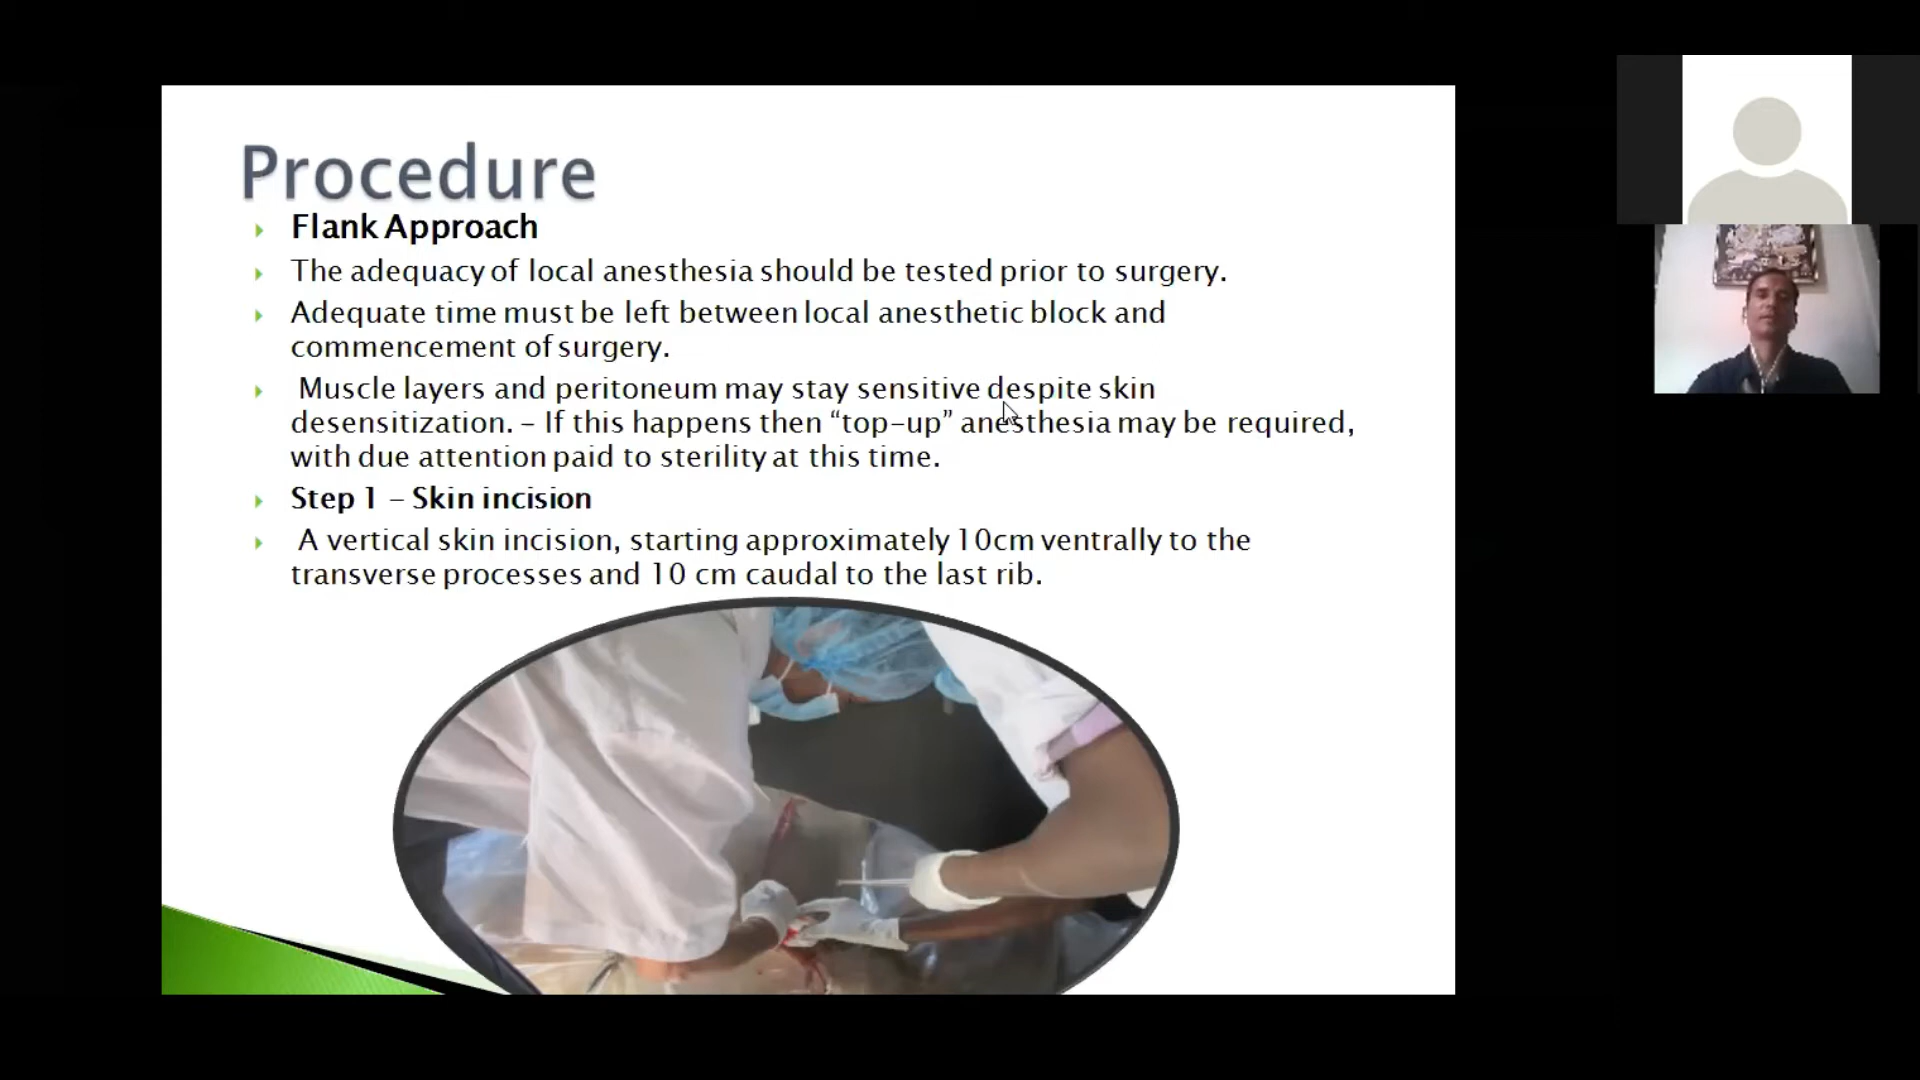 Procedure
Flank Approach
The adequacy of local anesthesia should be tested prior to surgery.
Adequate time must be left between local anesthetic block and
commencement of surgery.
Muscle layers and peritoneum may stay sensitive despite skin
desensitization. – If this happens then “top-up” anesthesia may be required,
with due attention paid to sterility at this time.
Step 1 – Skin incision
A vertical skin incision, starting approximately 10cm ventrally to the
transverse processes and 10 cm caudal to the last rib.